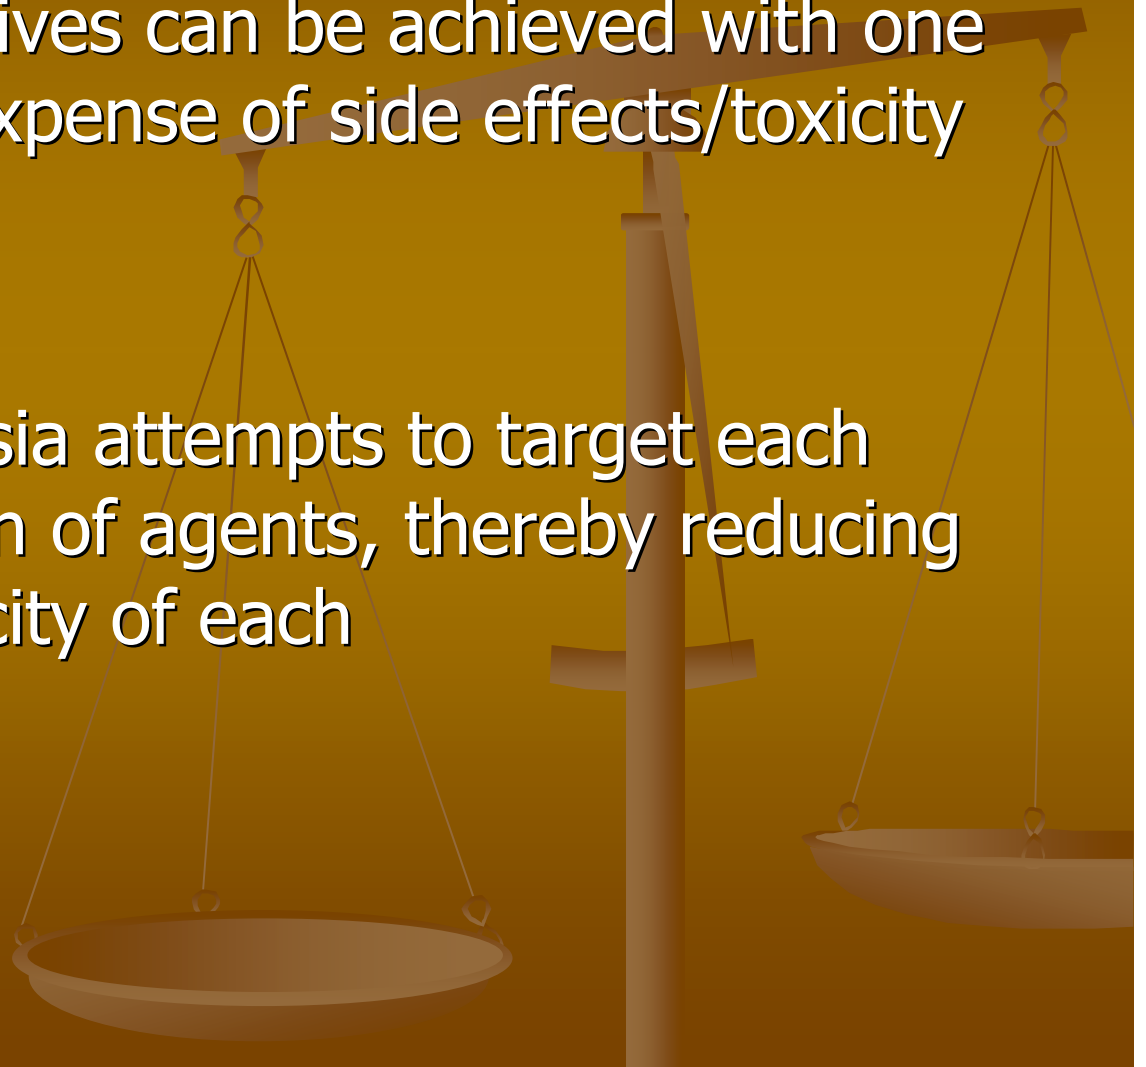 ives can be achieved with one
xpense of side effects/toxicity
sia attempts to target each
n of agents, thereby reducing
city of each